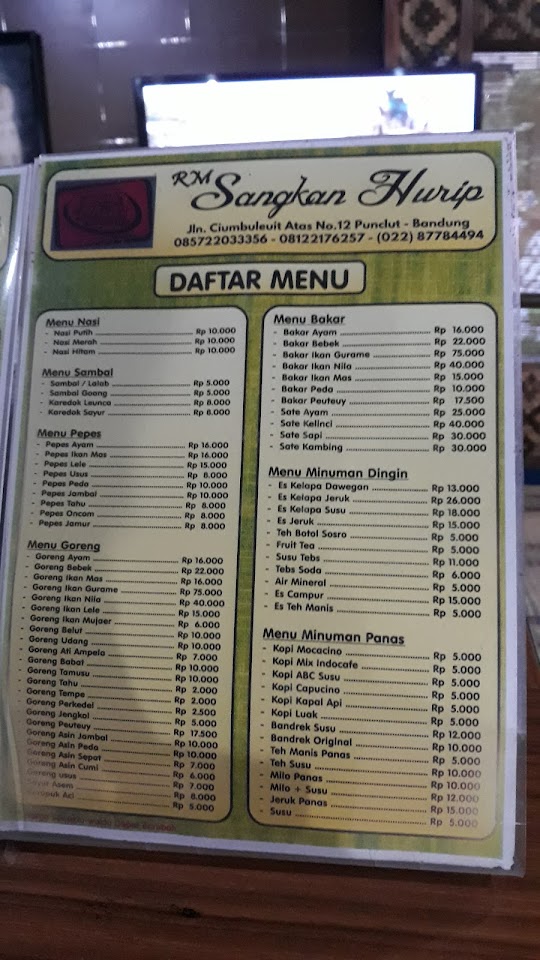 RM Sangkan Hurip
Jln. Ciumbuleuit Atas No.12 Punclut - Bandung
085722033356 - 08122176257 - (022) 87784494
DAFTAR MENU
Menu Nasi
- Nasi Putih Rp 10.000
- Nasi Merah Rp 10.000
- Nasi Hitam Rp 10.000
Menu Sambal
- Sambal / Lalab Rp 5.000
- Sambal Goang Rp 5.000
- Karedok Leunca Rp 8.000
- Karedok Sayur Rp 8.000
Menu Pepes
- Pepes Ayam Rp 16.000
- Pepes Ikan Mas Rp 16.000
- Pepes Lele Rp 15.000
- Pepes Usus Rp 8.000
- Pepes Peda Rp 10.000
- Pepes Jambal Rp 10.000
- Pepes Tahu Rp 8.000
- Pepes Oncam Rp 8.000
- Pepes Jamur Rp 8.000
Menu Goreng
- Goreng Ayam Rp 16.000
- Goreng Bebek Rp 22.000
- Goreng Ikan Mas Rp 16.000
- Goreng Ikan Gurame Rp 75.000
- Goreng Ikan Nila Rp 40.000
- Goreng Ikan Lele Rp 15.000
- Goreng Ikan Mujaer Rp 6.000
- Goreng Belut Rp 10.000
- Goreng Udang Rp 10.000
- Goreng Ati Ampela Rp 7.000
- Goreng Babat Rp 10.000
- Goreng Tamusu Rp 10.000
- Goreng Tahu Rp 2.000
- Goreng Tempe Rp 2.000
- Goreng Perkedel Rp 2.500
- Goreng Jengkol Rp 5.000
- Goreng Peuteuy Rp 17.500
- Goreng Asin Jambal Rp 10.000
- Goreng Asin Peda Rp 10.000
- Goreng Asin Sepat Rp 7.000
- Goreng Asin Cumi Rp 6.000
- Goreng usus Rp 7.000
Asem Rp 8.000
Aci Rp 5.000
Menu Bakar
- Bakar Ayam Rp 16.000
- Bakar Bebek Rp 22.000
- Bakar Ikan Gurame Rp 75.000
- Bakar Ikan Nila Rp 40.000
- Bakar Ikan Mas Rp 15.000
- Bakar Peda Rp 10.000
- Bakar Peuteuy Rp 17.500
- Sate Ayam Rp 25.000
- Sate Kelinci Rp 40.000
- Sate Sapi Rp 30.000
- Sate Kambing Rp 30.000
Menu Minuman Dingin
- Es Kelapa Dawegan Rp 13.000
- Es Kelapa Jeruk Rp 26.000
- Es Kelapa Susu Rp 18.000
- Es Jeruk Rp 15.000
- Teh Botol Sosro Rp 5.000
- Fruit Tea Rp 5.000
- Susu Tebs Rp 11.000
- Tebs Soda Rp 6.000
- Air Mineral Rp 5.000
- Es Campur Rp 15.000
- Es Teh Manis Rp 5.000
Menu Minuman Panas
- Kopi Mocacino Rp 5.000
- Kopi Mix Indocafe Rp 5.000
- Kopi ABC Susu Rp 5.000
- Kopi Capucino Rp 5.000
- Kopi Kapal Api Rp 5.000
- Kopi Luak Rp 5.000
- Bandrek Susu Rp 12.000
- Bandrek Original Rp 10.000
- Teh Manis Panas Rp 5.000
- Teh Susu Rp 10.000
- Milo Panas Rp 10.000
- Milo + Susu Rp 12.000
- Jeruk Panas Rp 15.000
- Susu Rp 5.000